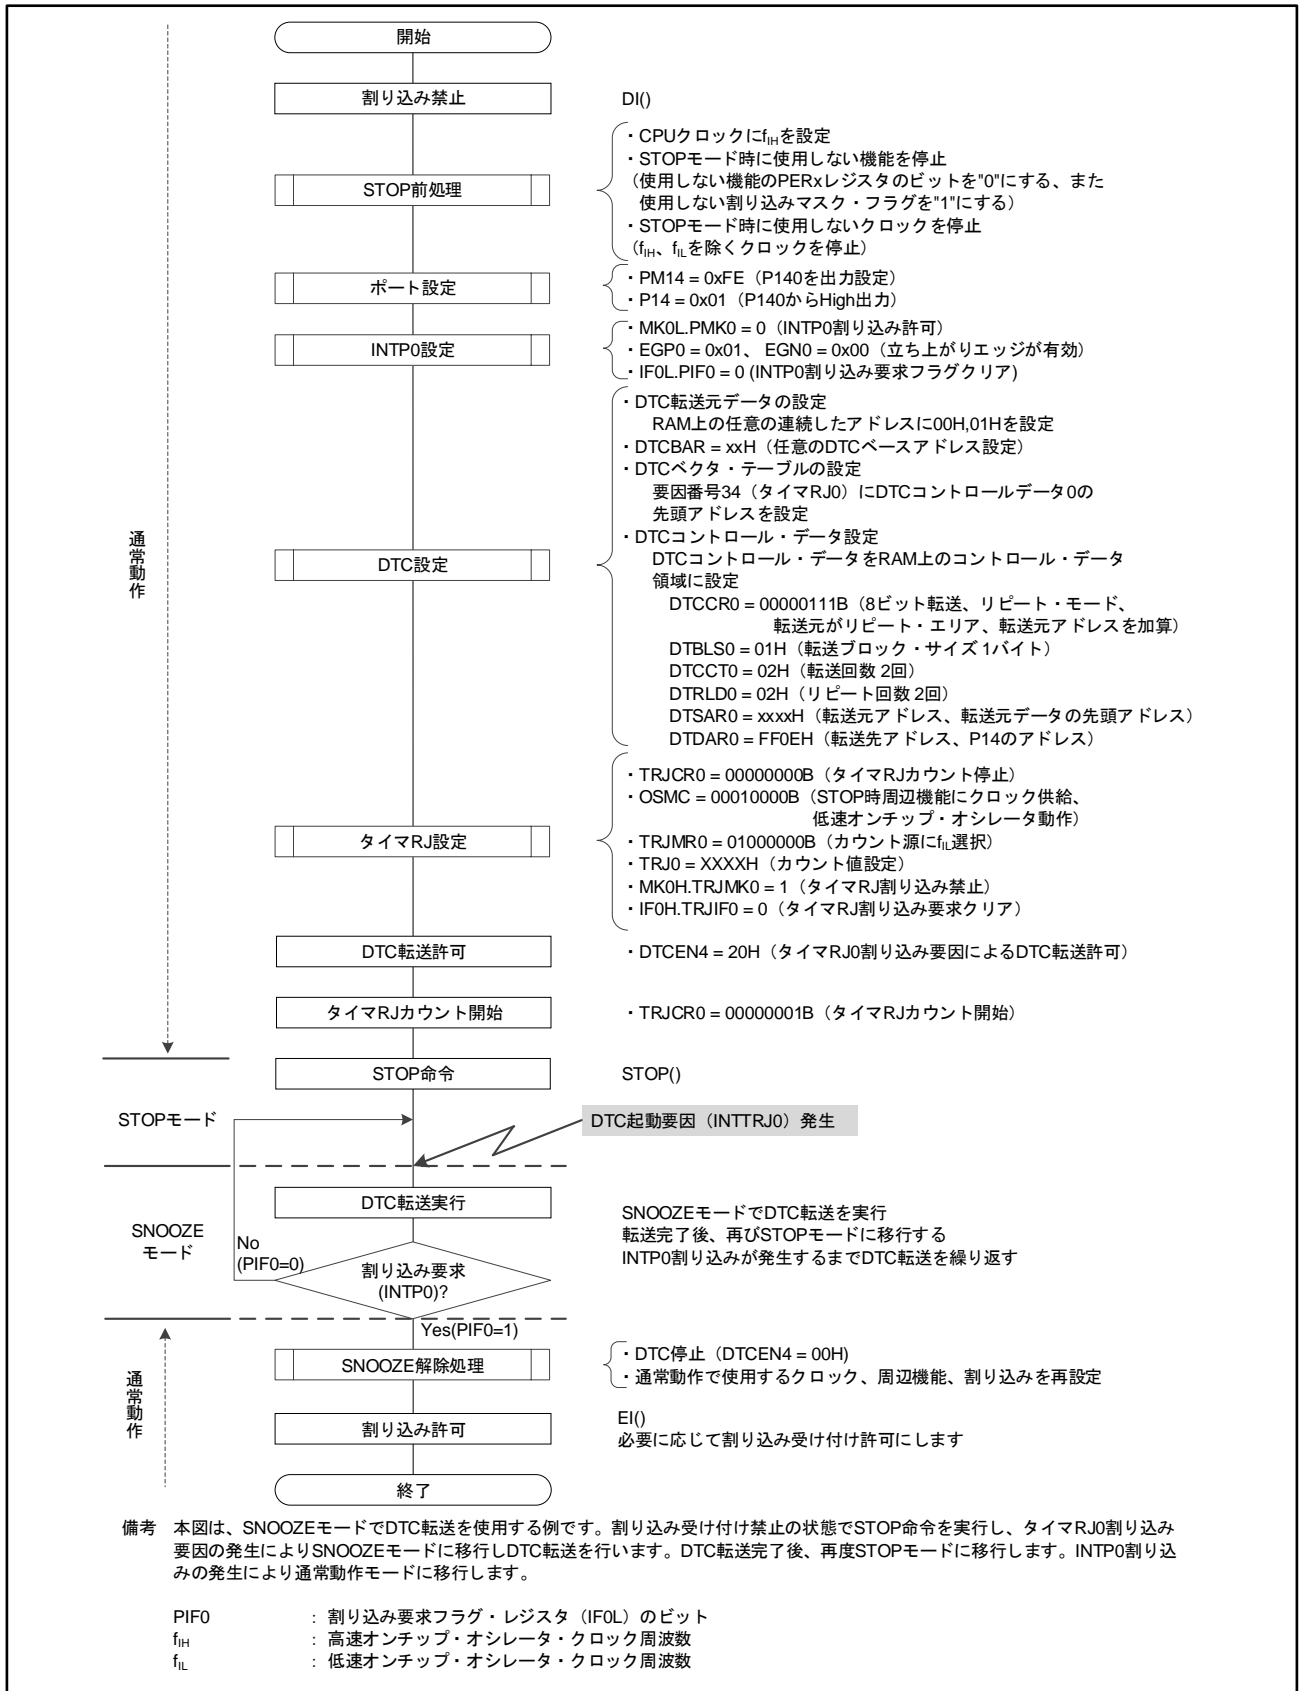 開始
割り込み禁止
DI()
STOP前処理
・CPUクロックにfIHを設定
・STOPモード時に使用しない機能を停止
（使用しない機能のPERxレジスタのビットを"0"にする、また
使用しない割り込みマスク・フラグを"1"にする）
・STOPモード時に使用しないクロックを停止
（fIH、fILを除くクロックを停止）
ポート設定
・PM14 = 0xFE（P140を出力設定）
・P14 = 0x01（P140からHigh出力）
INTP0設定
・MK0L.PMK0 = 0（INTP0割り込み許可）
・EGP0 = 0x01、 EGN0 = 0x00（立ち上がりエッジが有効）
・IF0L.PIF0 = 0 (INTP0割り込み要求フラグクリア)
通常動作
DTC設定
・DTC転送元データの設定
RAM上の任意の連続したアドレスに00H,01Hを設定
・DTCBAR = xxH（任意のDTCベースアドレス設定）
・DTCベクタ・テーブルの設定
要因番号34（タイマRJ0）にDTCコントロールデータ0の
先頭アドレスを設定
・DTCコントロール・データ設定
DTCコントロール・データをRAM上のコントロール・データ
領域に設定
DTCCR0 = 00000111B（8ビット転送、リピート・モード、
転送元がリピート・エリア、転送元アドレスを加算）
DTBLS0 = 01H（転送ブロック・サイズ 1バイト）
DTCCT0 = 02H（転送回数 2回）
DTRLD0 = 02H（リピート回数 2回）
DTSAR0 = xxxxH（転送元アドレス、転送元データの先頭アドレス）
DTDAR0 = FF0EH（転送先アドレス、P14のアドレス）
タイマRJ設定
・TRJCR0 = 00000000B（タイマRJカウント停止）
・OSMC = 00010000B（STOP時周辺機能にクロック供給、
低速オンチップ・オシレータ動作）
・TRJMR0 = 01000000B（カウント源にfIL選択）
・TRJ0 = XXXXH（カウント値設定）
・MK0H.TRJMK0 = 1（タイマRJ割り込み禁止）
・IF0H.TRJIF0 = 0（タイマRJ割り込み要求クリア）
DTC転送許可
・DTCEN4 = 20H（タイマRJ0割り込み要因によるDTC転送許可）
タイマRJカウント開始
・TRJCR0 = 00000001B（タイマRJカウント開始）
STOP命令
STOP()
STOPモード
DTC起動要因（INTTRJ0）発生
DTC転送実行
SNOOZEモードでDTC転送を実行
転送完了後、再びSTOPモードに移行する
INTP0割り込みが発生するまでDTC転送を繰り返す
SNOOZE
モード
No
(PIF0=0)
割り込み要求
(INTP0)?
Yes(PIF0=1)
通常動作
SNOOZE解除処理
・DTC停止（DTCEN4 = 00H)
・通常動作で使用するクロック、周辺機能、割り込みを再設定
割り込み許可
EI()
必要に応じて割り込み受け付け許可にします
終了
備考 本図は、SNOOZEモードでDTC転送を使用する例です。割り込み受け付け禁止の状態でSTOP命令を実行し、タイマRJ0割り込み
要因の発生によりSNOOZEモードに移行しDTC転送を行います。DTC転送完了後、再度STOPモードに移行します。INTP0割り込
みの発生により通常動作モードに移行します。
PIF0 : 割り込み要求フラグ・レジスタ（IF0L）のビット
fIH : 高速オンチップ・オシレータ・クロック周波数
fIL : 低速オンチップ・オシレータ・クロック周波数